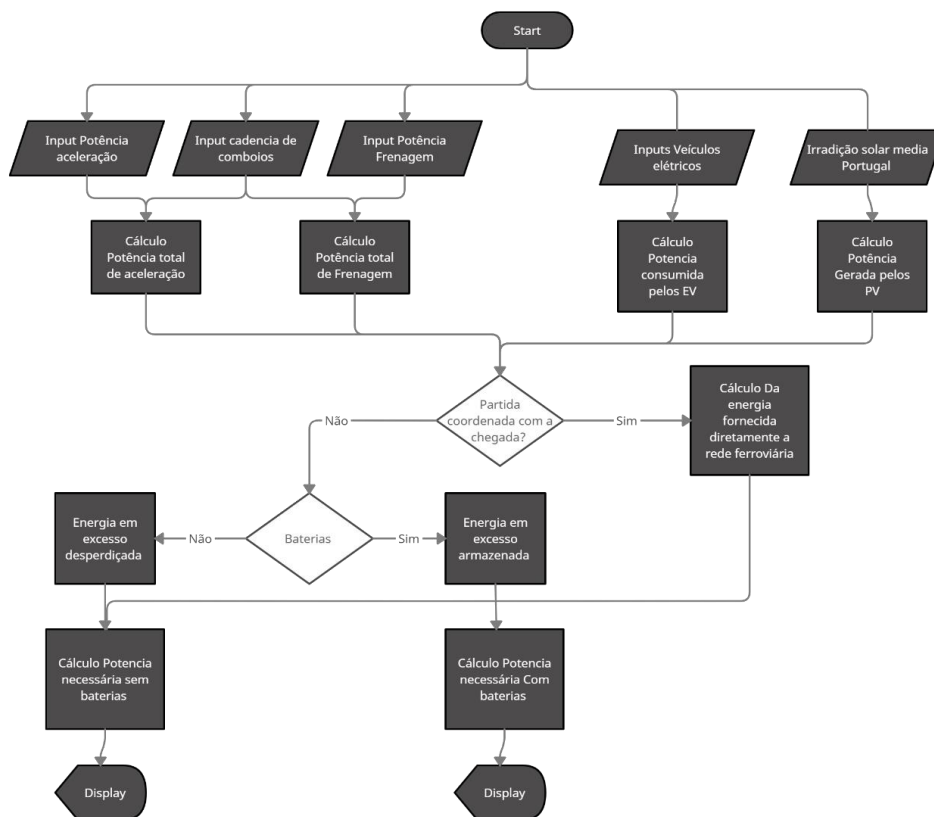 Start
Input Potência
aceleração
Input cadencia de
comboios
Input Potência
Frenagem
Inputs Veículos
elétricos
Irradição solar media
Portugal
Cálculo
Potência total
de aceleração
Cálculo
Potência total
de Frenagem
Cálculo
Potencia
consumida
pelos EV
Cálculo
Potência
Gerada pelos
PV
Partida
coordenada com a
chegada?
Não
Sim
Cálculo Da
energia
fornecida
diretamente a
rede ferroviária
Energia em
excesso
desperdiçada
Não
Baterias
Sim
Energia em
excesso
armazenada
Cálculo Potencia
necessária sem
baterias
Cálculo Potencia
necessária Com
baterias
Display
Display